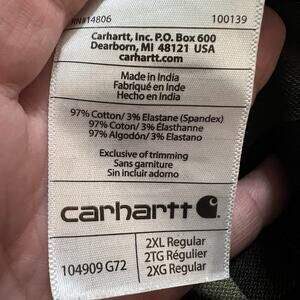 RN#14806 100139
Carhartt, Inc. P.O. Box 600
Dearborn, MI 48121 USA
carhartt.com
Made in India
Fabriqué en Inde
Hecho en India
97% Cotton/ 3% Elastane (Spandex)
97% Coton/ 3% Élasthanne
97% Algodón/ 3% Elastano
Exclusive of trimming
Sans garniture
Sin incluir adorno
carhartt
104909 G72
2XL Regular
2TG Régulier
2XG Regular